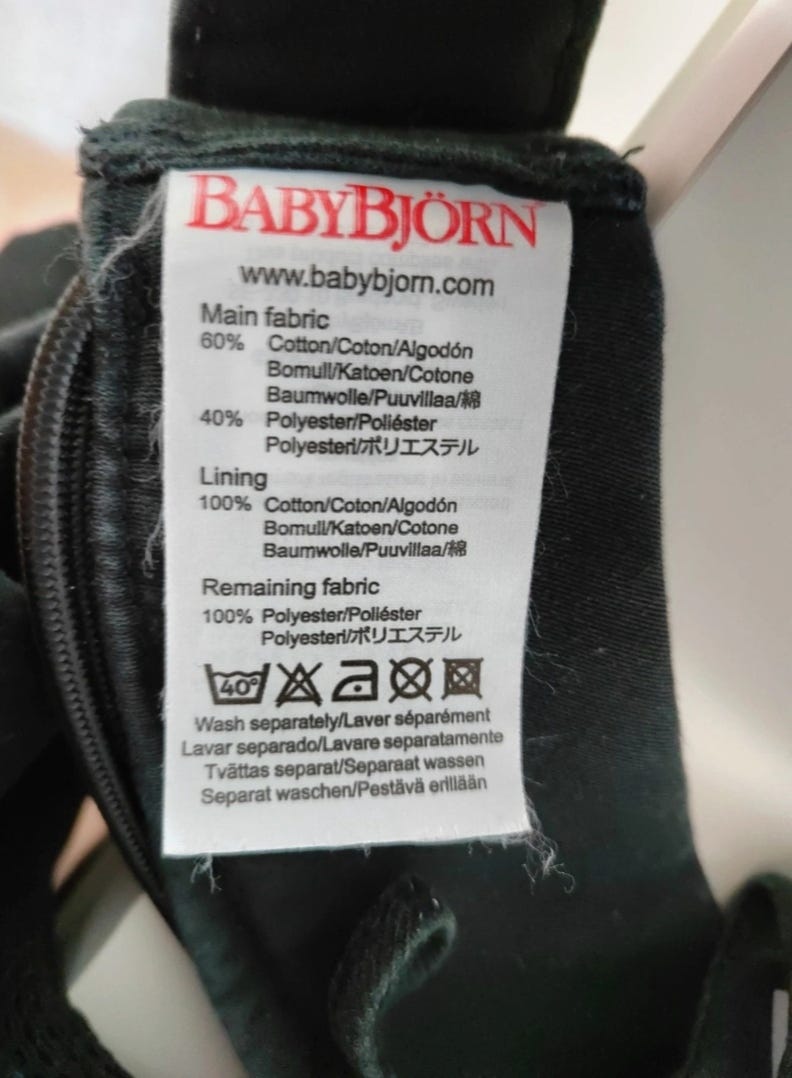 BABYBJÖRN
www.babybjorn.com
Main fabric
60% Cotton/Coton/Algodón
Bomull/Katoen/Cotone
Baumwolle/Puuvillaa/綿
40% Polyester/Poliéster
Polyesteri/ポリエステル
Lining
100% Cotton/Coton/Algodón
Bomull/Katoen/Cotone
Baumwolle/Puuvillaa/綿
Remaining fabric
100% Polyester/Poliéster
Polyesteri/ポリエステル
40°
Wash separately/Laver séparément
Lavar separado/Lavare separatamente
Tvättas separat/Separaat wassen
Separat waschen/Pestävä erillään